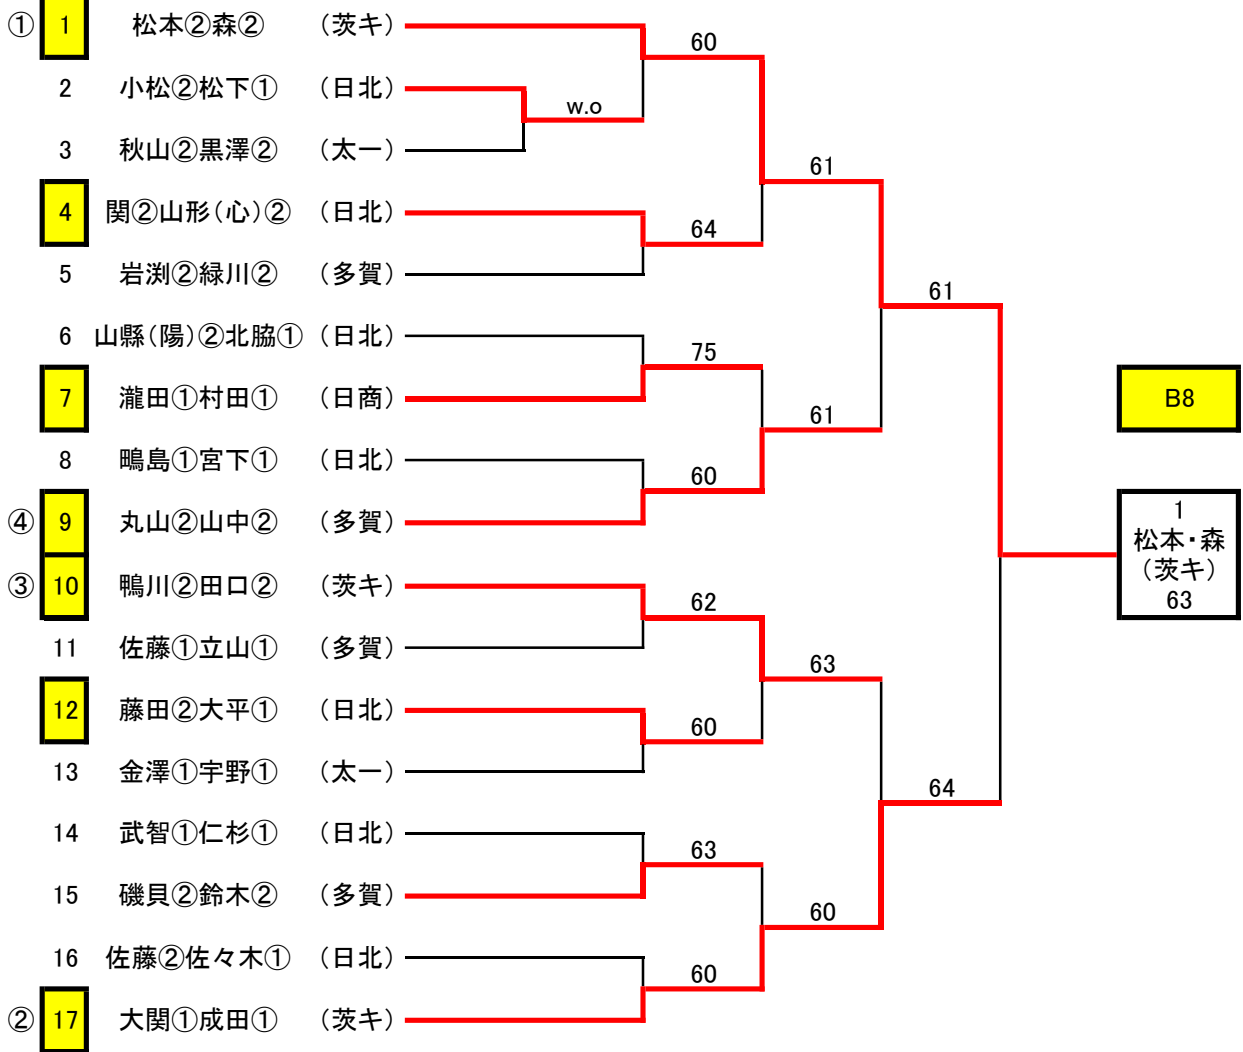 ① 1 松本②森② (茨キ)
60
2 小松②松下① (日北)
w.o
3 秋山②黒澤② (太一)
61
4 関②山形(心)② (日北)
64
5 岩渕②緑川② (多賀)
61
6 山縣(陽)②北脇① (日北)
75
7 瀧田①村田① (日商)
B8
61
8 鴫島①宮下① (日北)
60
④ 9 丸山②山中② (多賀)
1
松本・森
(茨キ)
63
③ 10 鴨川②田口② (茨キ)
62
11 佐藤①立山① (多賀)
63
12 藤田②大平① (日北)
60
13 金澤①宇野① (太一)
64
14 武智①仁杉① (日北)
63
15 磯貝②鈴木② (多賀)
60
16 佐藤②佐々木① (日北)
60
② 17 大関①成田① (茨キ)